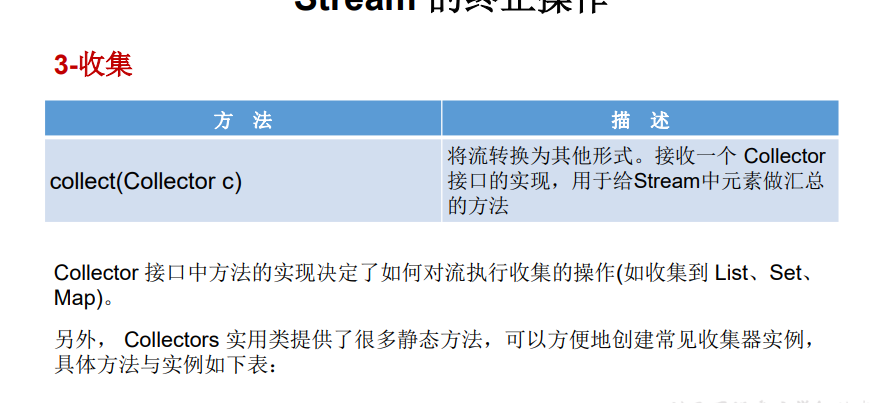 Stream 的终止操作
3-收集
方 法
描 述
collect(Collector c)
将流转换为其他形式。接收一个 Collector
接口的实现，用于给Stream中元素做汇总
的方法
Collector 接口中方法的实现决定了如何对流执行收集的操作(如收集到 List、Set、
Map)。
另外， Collectors 实用类提供了很多静态方法，可以方便地创建常见收集器实例，
具体方法与实例如下表：